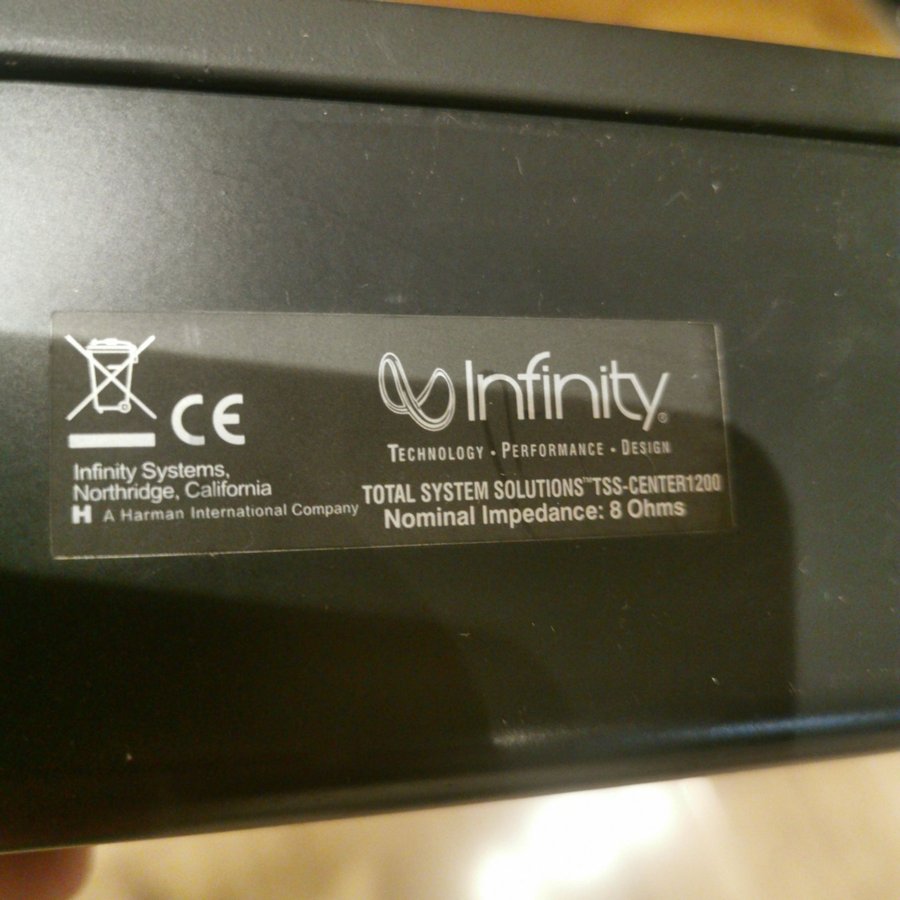 CE
Infinity Systems,
Northridge, California
H A Harman International Company
Infinity®
TECHNOLOGY • PERFORMANCE • DESIGN
TOTAL SYSTEM SOLUTIONS™ TSS-CENTER1200
Nominal Impedance: 8 Ohms